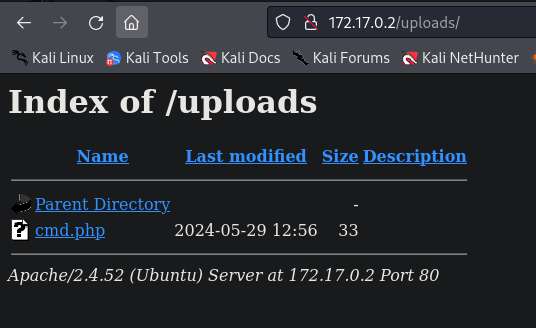 172.17.0.2/uploads/
Kali Linux Kali Tools Kali Docs Kali Forums Kali NetHunter
Index of /uploads
Name Last modified Size Description
Parent Directory -
cmd.php 2024-05-29 12:56 33
Apache/2.4.52 (Ubuntu) Server at 172.17.0.2 Port 80